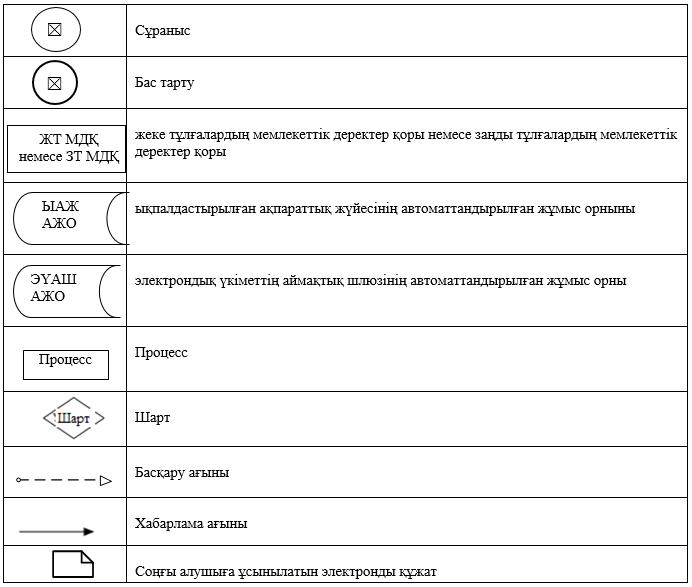 Сұраныс
Бас тарту
ЖТ МДҚ
немесе ЗТ МДҚ
жеке тұлғалардың мемлекеттік деректер қоры немесе заңды тұлғалардың мемлекеттік
деректер қоры
ЫАЖ
АЖО
ықпалдастырылған ақпараттық жүйесінің автоматтандырылған жұмыс орныны
ЭҮАШ
АЖО
электрондық үкіметтің аймақтық шлюзінің автоматтандырылған жұмыс орны
Процесс
Процесс
Шарт
Шарт
Басқару ағыны
Хабарлама ағыны
Соңғы алушыға ұсынылатын электронды құжат